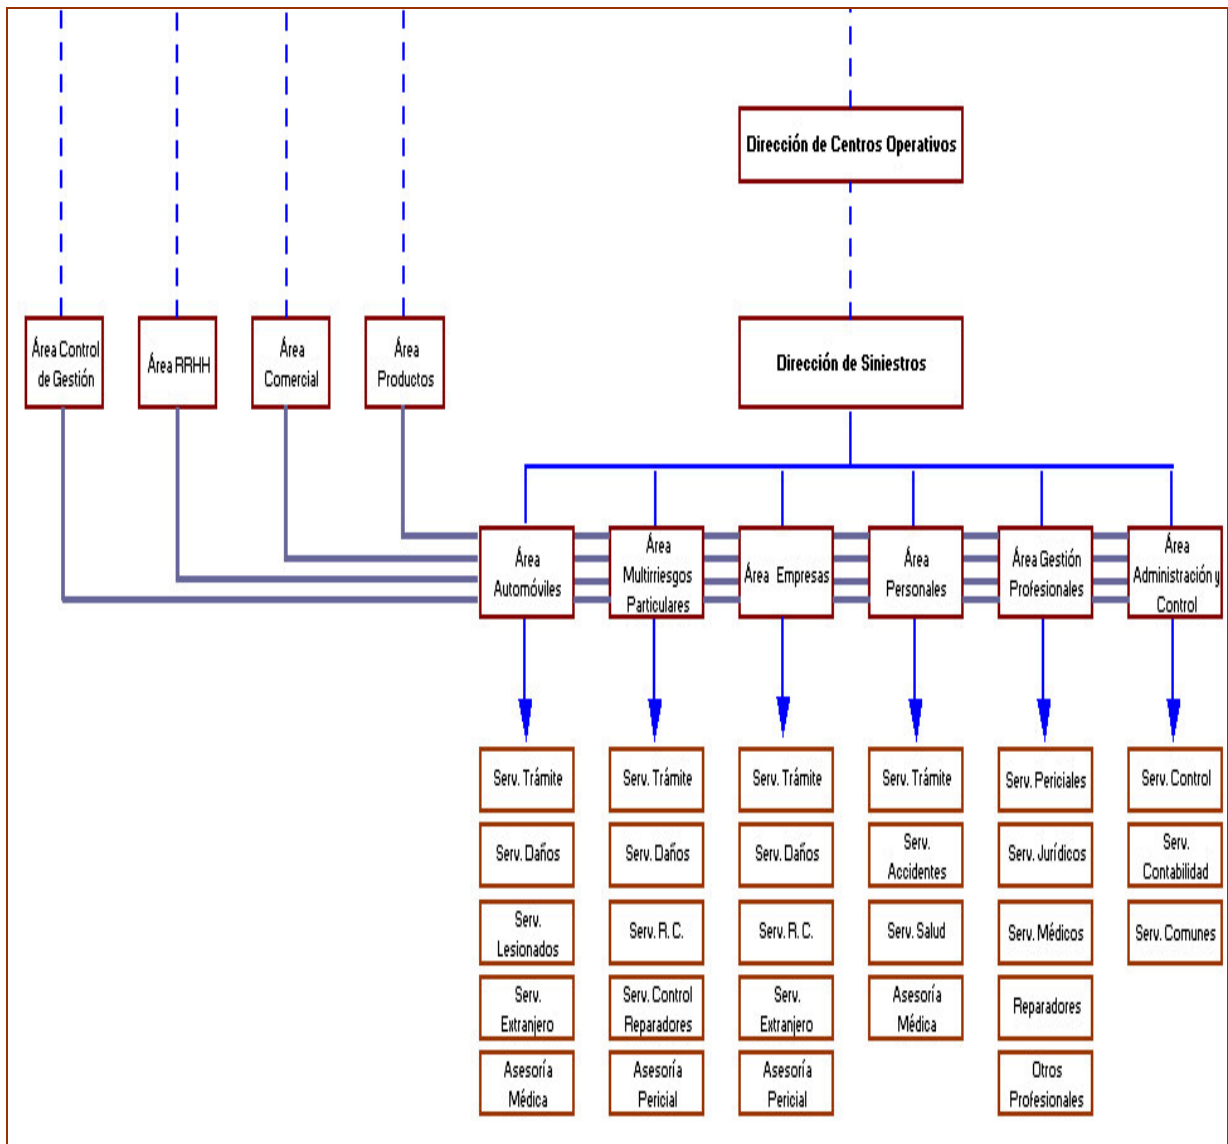 Dirección de Centros Operativos
Área Control
de Gestión
Área RRHH
Área
Comercial
Área
Productos
Dirección de Siniestros
Área
Automóviles
Área
Multirriesgos
Particulares
Área Empresas
Área
Personales
Área Gestión
Profesionales
Área
Administración y
Control
Serv. Trámite
Serv. Daños
Serv.
Lesionados
Serv.
Extranjero
Asesoría
Médica
Serv. Trámite
Serv. Daños
Serv. R. C.
Serv. Control
Reparadores
Asesoría
Pericial
Serv. Trámite
Serv. Daños
Serv. R. C.
Serv.
Extranjero
Asesoría
Pericial
Serv. Trámite
Serv.
Accidentes
Serv. Salud
Asesoría
Médica
Serv. Periciales
Serv. Jurídicos
Serv. Médicos
Reparadores
Otros
Profesionales
Serv. Control
Serv.
Contabilidad
Serv. Comunes